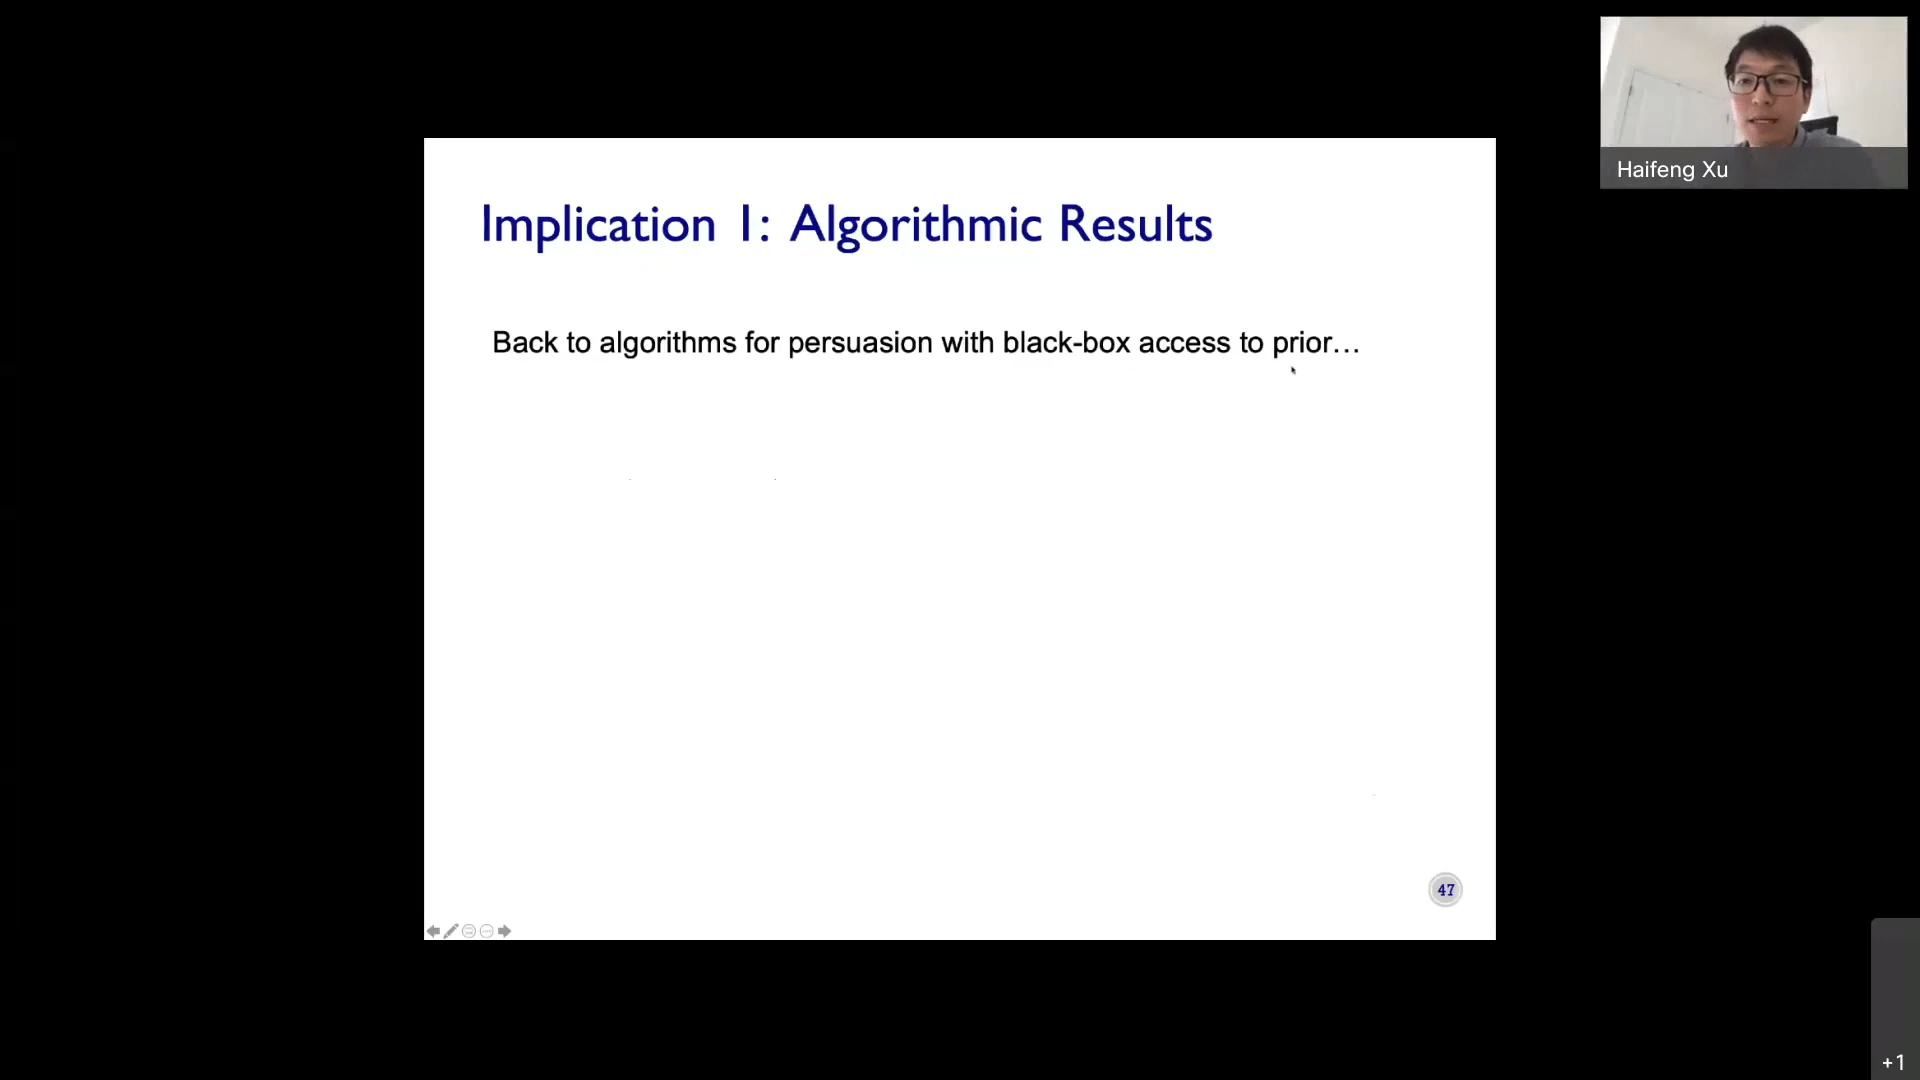 Haifeng Xu
Implication 1: Algorithmic Results
Back to algorithms for persuasion with black-box access to prior…
47
+1